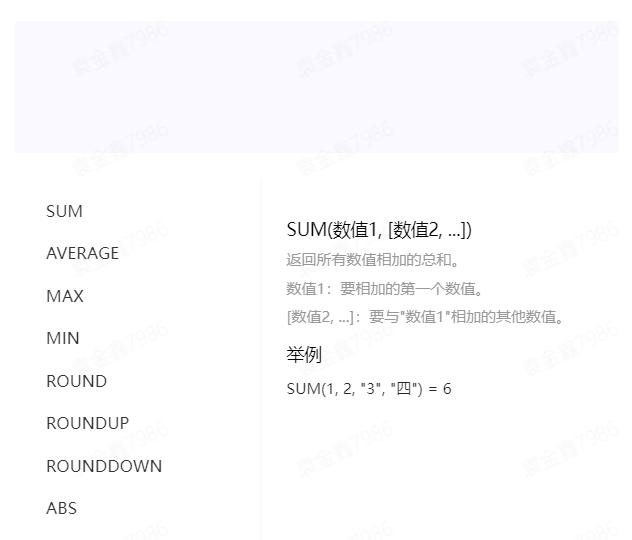 SUM
AVERAGE
MAX
MIN
ROUND
ROUNDUP
ROUNDDOWN
ABS
SUM(数值1, [数值2, ...])
返回所有数值相加的总和。
数值1：要相加的第一个数值。
[数值2, ...]：要与"数值1"相加的其他数值。
举例
SUM(1, 2, "3", "四") = 6